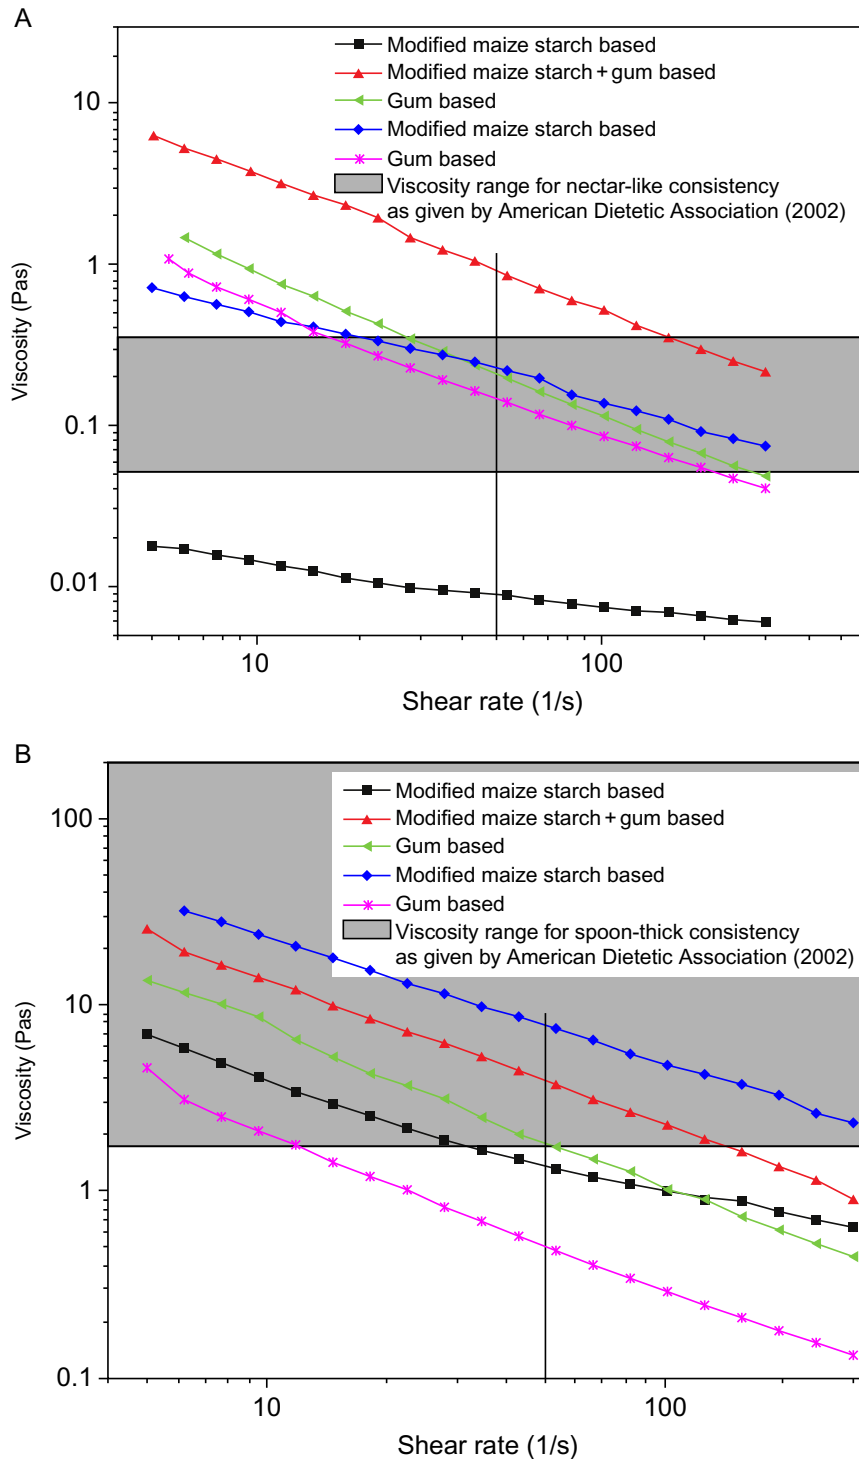 A
Modified maize starch based
Modified maize starch + gum based
Gum based
Modified maize starch based
Gum based
Viscosity range for nectar-like consistency
as given by American Dietetic Association (2002)
10
1
0.1
0.01
Viscosity (Pas)
10
100
Shear rate (1/s)
B
Modified maize starch based
Modified maize starch + gum based
Gum based
Modified maize starch based
Gum based
Viscosity range for spoon-thick consistency
as given by American Dietetic Association (2002)
100
10
1
0.1
Viscosity (Pas)
10
100
Shear rate (1/s)